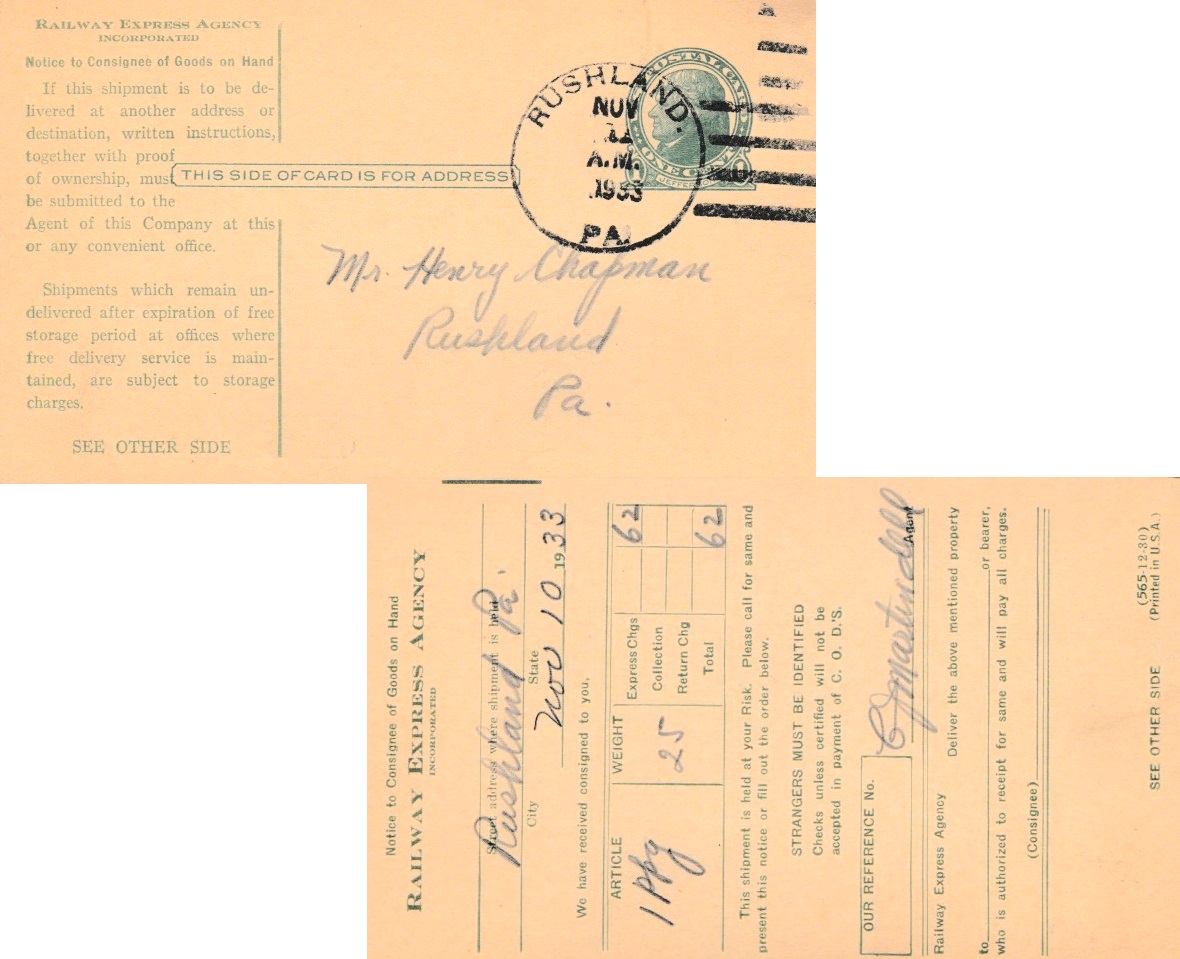 RAILWAY EXPRESS AGENCY
INCORPORATED
Notice to Consignee of Goods on Hand
If this shipment is to be de-
livered at another address or
destination, written instructions,
together with proof
of ownership, must
be submitted to the
Agent of this Company at this
or any convenient office.
Shipments which remain un-
delivered after expiration of free
storage period at offices where
free delivery service is main-
tained, are subject to storage
charges.
SEE OTHER SIDE
THIS SIDE OF CARD IS FOR ADDRESS
RUSHLAND.
NOV
11
A.M.
1933
PA.
POSTAL CARD
ONE CENT
JEFFERSON
1 1
Mr. Henry Chapman
Rushland
Pa.
Notice to Consignee of Goods on Hand
RAILWAY EXPRESS AGENCY
INCORPORATED
Rushland Pa.
Street address where shipment is held
City State
Nov 10 1933
We have received consigned to you,
ARTICLE WEIGHT Express Chgs 62
1 Ppg 25 Collection
Return Chg
Total 62
This shipment is held at your Risk. Please call for same and
present this notice or fill out the order below.
STRANGERS MUST BE IDENTIFIED
Checks unless certified will not be
accepted in payment of C. O. D.'S.
OUR REFERENCE No.
CJ Martindell
Agent
Railway Express Agency Deliver the above mentioned property
to or bearer,
who is authorized to receipt for same and will pay all charges.
(Consignee)
(565-12-30)
SEE OTHER SIDE (Printed in U.S.A.)